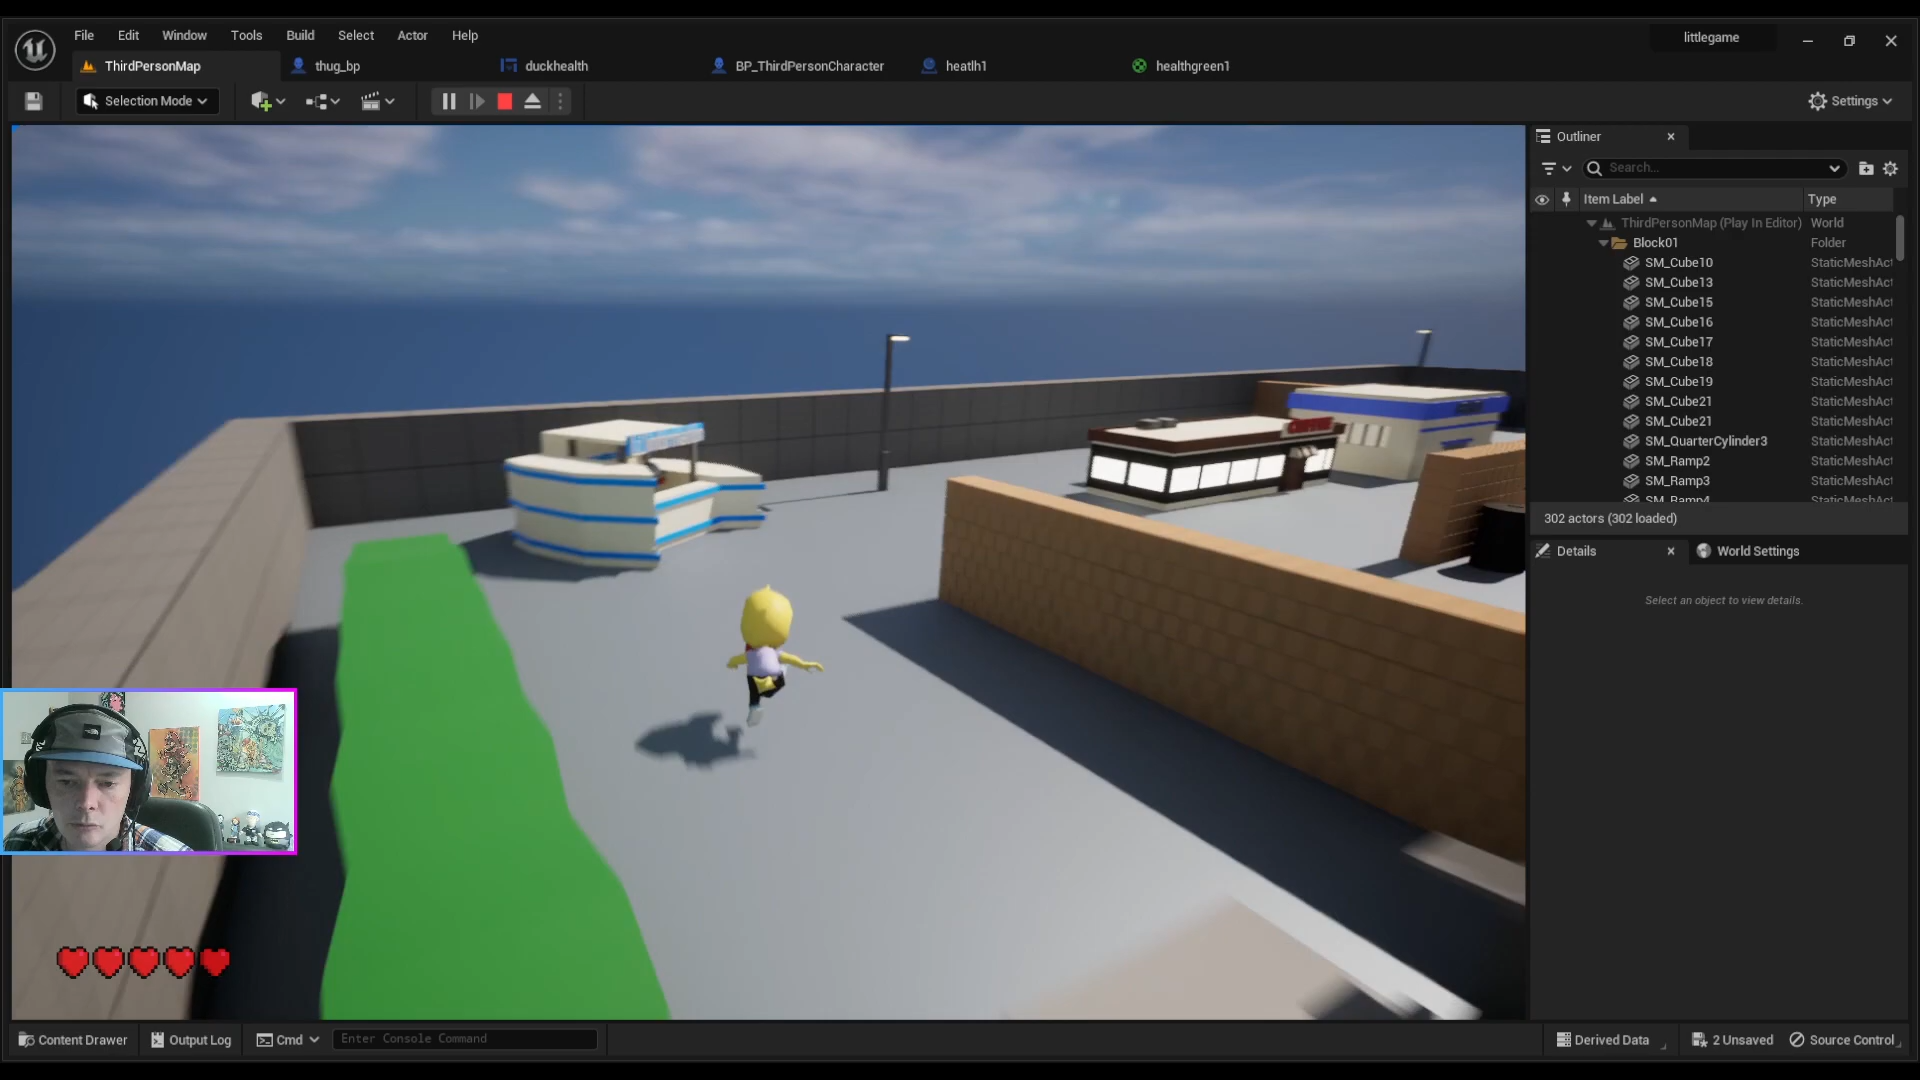 File Edit Window Tools Build Select Actor Help
littlegame
ThirdPersonMap thug_bp duckhealth BP_ThirdPersonCharacter heatlh1 healthgreen1
Selection Mode
Settings
Outliner
Search...
Item Label Type
ThirdPersonMap (Play In Editor) World
Block01 Folder
SM_Cube10 StaticMeshAct
SM_Cube13 StaticMeshAct
SM_Cube15 StaticMeshAct
SM_Cube16 StaticMeshAct
SM_Cube17 StaticMeshAct
SM_Cube18 StaticMeshAct
SM_Cube19 StaticMeshAct
SM_Cube21 StaticMeshAct
SM_Cube21 StaticMeshAct
SM_QuarterCylinder3 StaticMeshAct
SM_Ramp2 StaticMeshAct
SM_Ramp3 StaticMeshAct
SM_Ramp4 StaticMeshAct
302 actors (302 loaded)
Details World Settings
Select an object to view details.
Content Drawer Output Log Cmd Enter Console Command
Derived Data 2 Unsaved Source Control